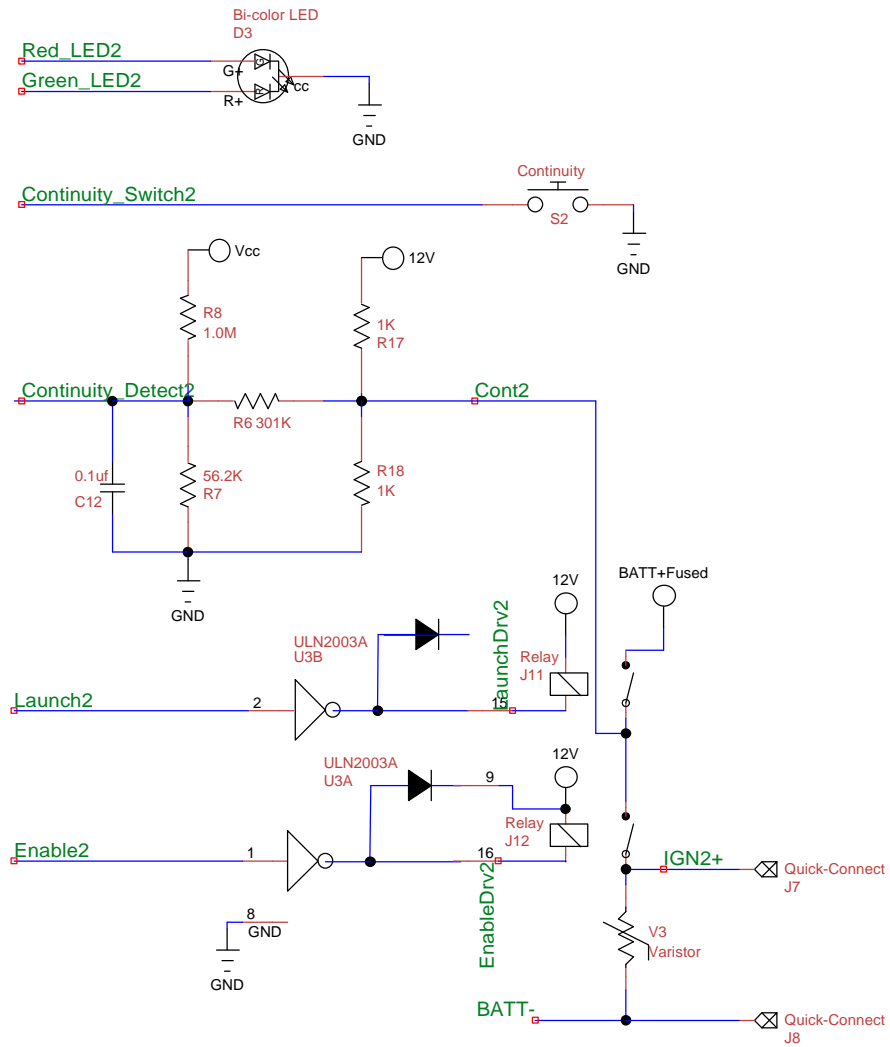 Bi-color LED
D3
Red_LED2
G+
G
Green_LED2
R+
R
cc
GND
Continuity
Continuity_Switch2
S2
GND
Vcc
12V
R8
1.0M
1K
R17
Continuity_Detect2
Cont2
R6 301K
0.1uf
C12
56.2K
R7
R18
1K
GND
12V
BATT+Fused
LaunchDrv2
ULN2003A
U3B
Relay
J11
Launch2
2
15
12V
ULN2003A
U3A
9
Relay
J12
Enable2
1
16
EnableDrv2
IGN2+
Quick-Connect
J7
8
GND
GND
V3
Varistor
BATT-
Quick-Connect
J8